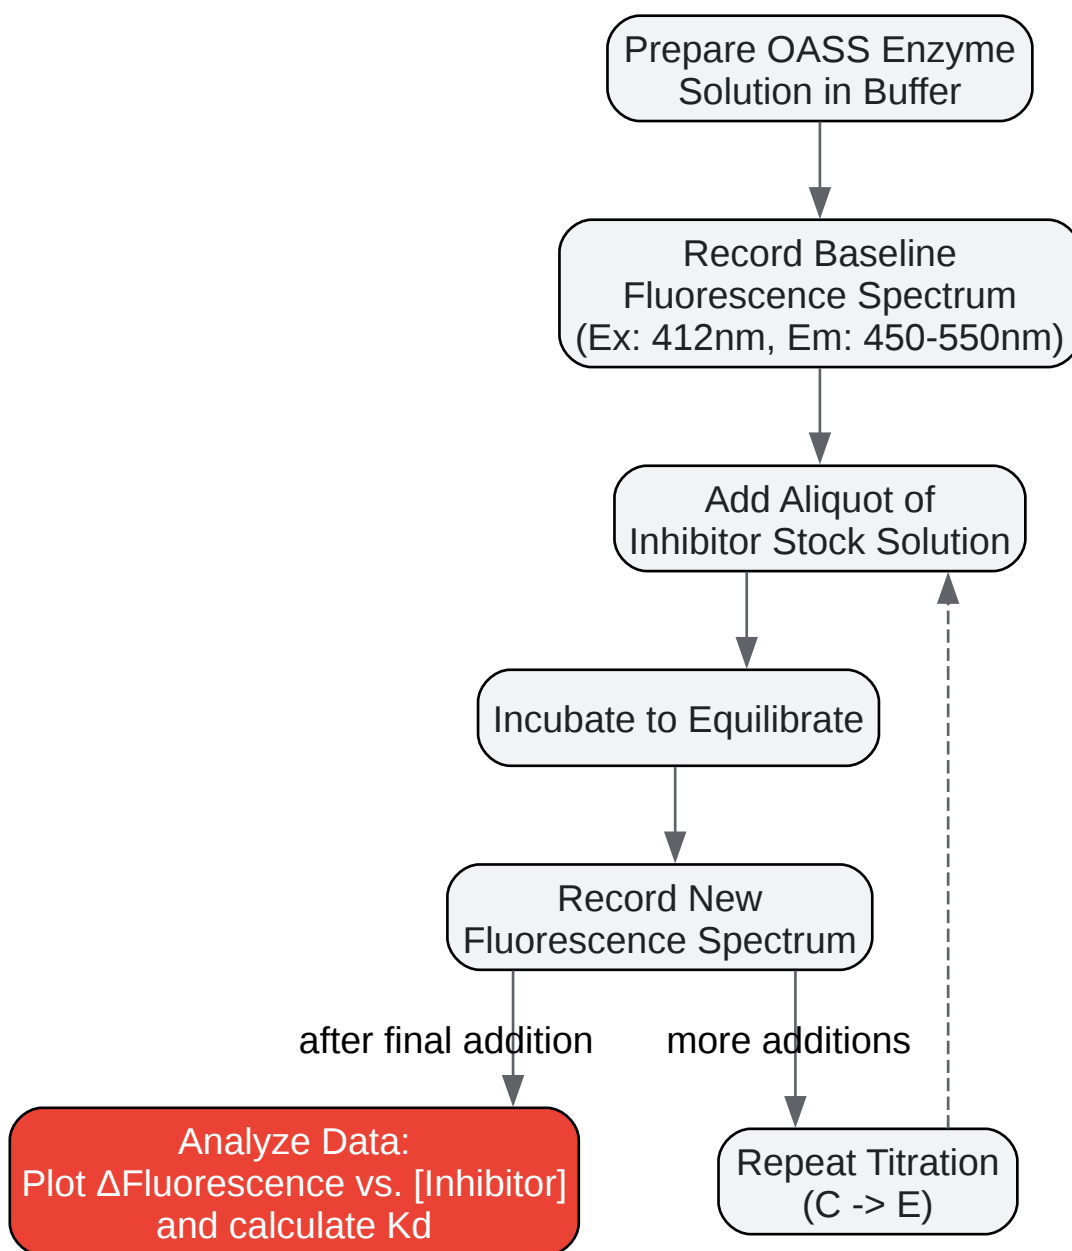 Prepare OASS Enzyme
Solution in Buffer
Record Baseline
Fluorescence Spectrum
(Ex: 412nm, Em: 450-550nm)
Add Aliquot of
Inhibitor Stock Solution
Incubate to Equilibrate
Record New
Fluorescence Spectrum
after final addition
more additions
Analyze Data:
Plot ΔFluorescence vs. [Inhibitor]
and calculate Kd
Repeat Titration
(C -> E)